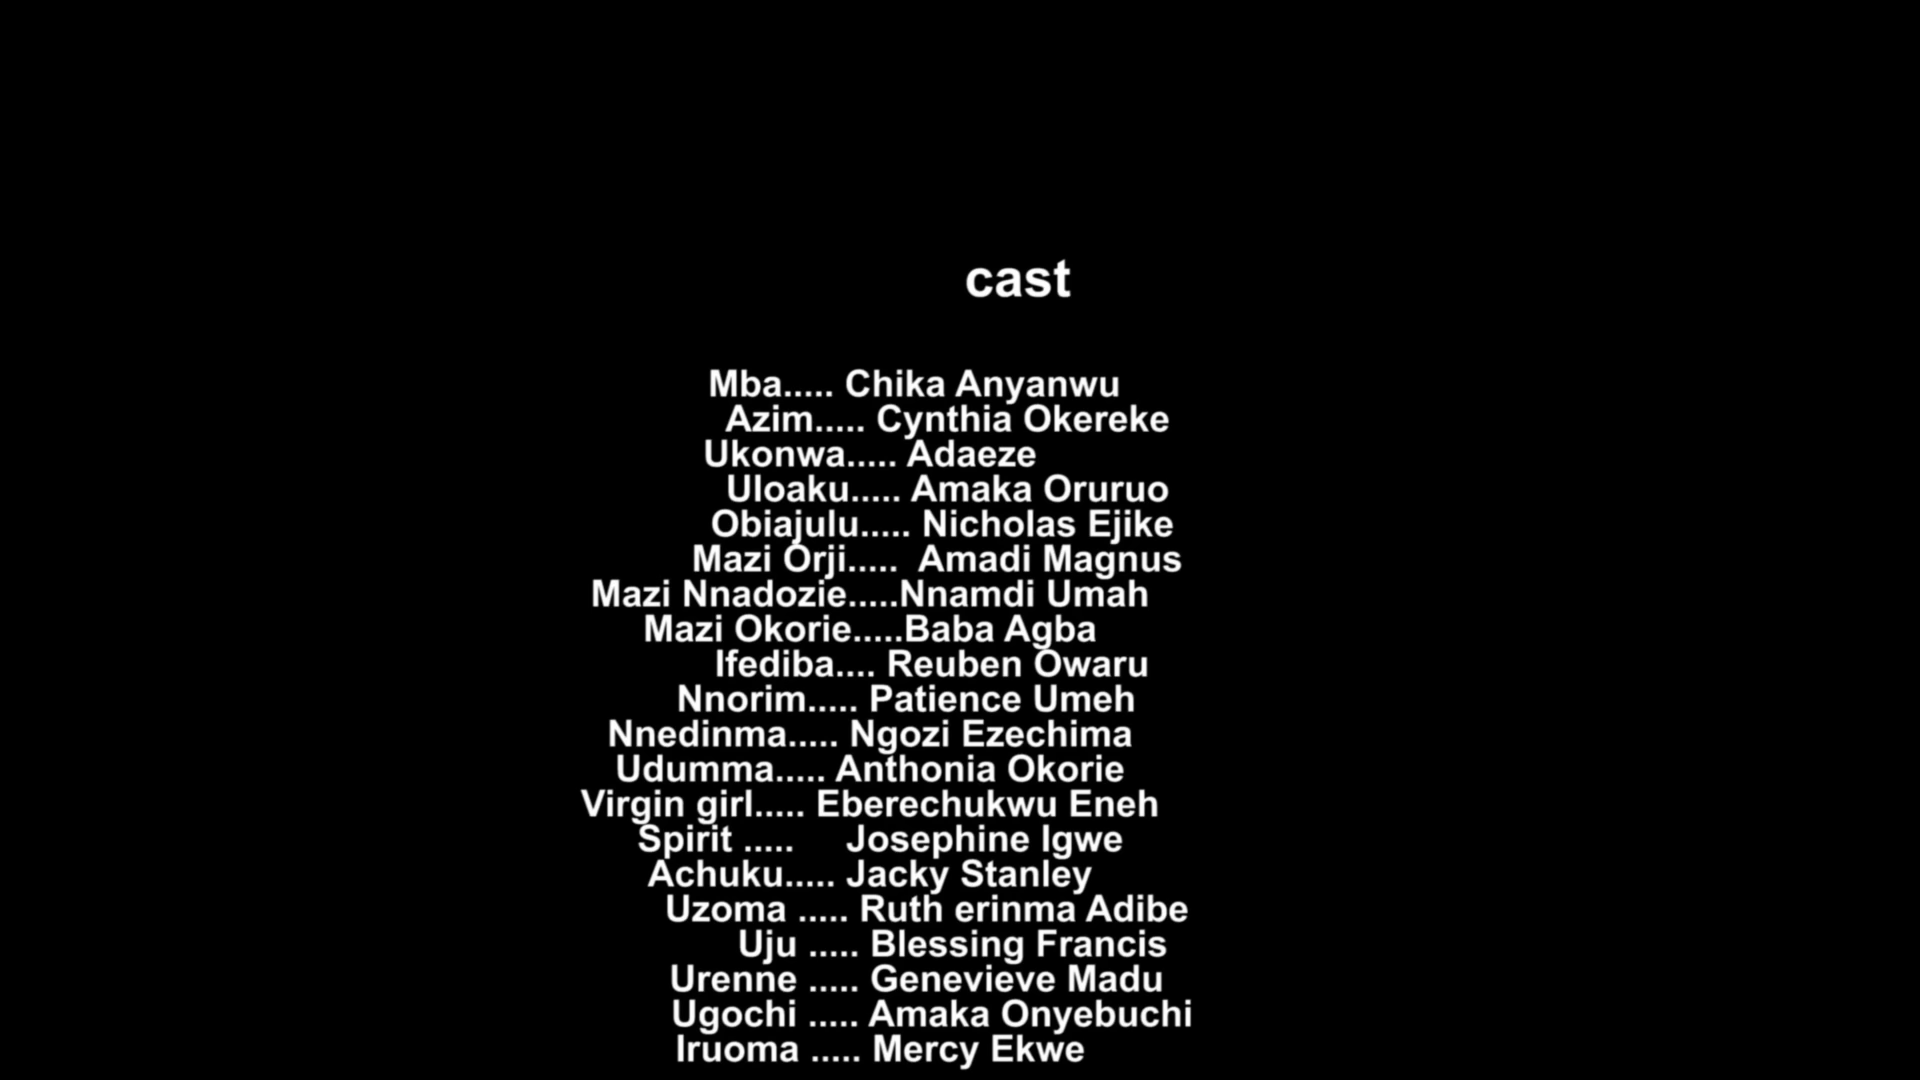 cast
Mba..... Chika Anyanwu
Azim..... Cynthia Okereke
Ukonwa..... Adaeze
Uloaku..... Amaka Oruruo
Obiajulu..... Nicholas Ejike
Mazi Orji.....  Amadi Magnus
Mazi Nnadozie.....Nnamdi Umah
Mazi Okorie.....Baba Agba
Ifediba.... Reuben Owaru
Nnorim..... Patience Umeh
Nnedinma..... Ngozi Ezechima
Udumma..... Anthonia Okorie
Virgin girl..... Eberechukwu Eneh
Spirit .....     Josephine Igwe
Achuku..... Jacky Stanley
Uzoma ..... Ruth erinma Adibe
Uju ..... Blessing Francis
Urenne ..... Genevieve Madu
Ugochi ..... Amaka Onyebuchi
Iruoma ..... Mercy Ekwe